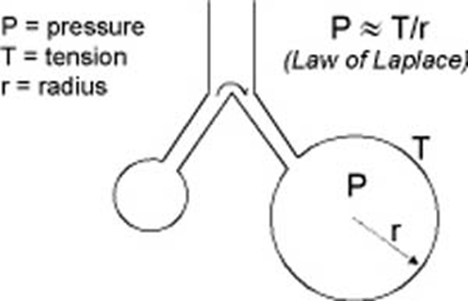 P = pressure
T = tension
r = radius
P ≈ T/r
(Law of Laplace)
T
P
r